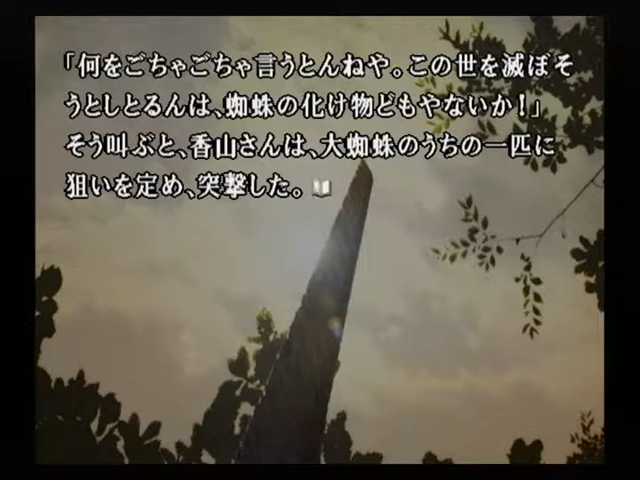 「何をごちゃごちゃ言うとんねや。この世を滅ぼそ
うとしとるんは、蜘蛛の化け物どもやないか！」
そう叫ぶと、香山さんは、大蜘蛛のうちの一匹に
狙いを定め、突撃した。